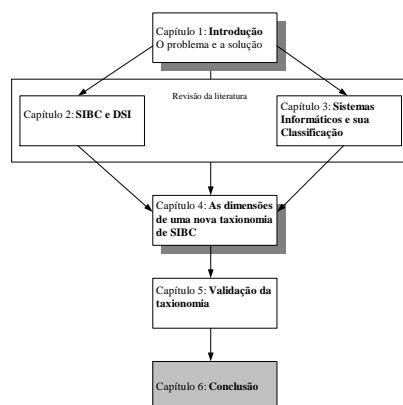 Capítulo 1: Introdução
O problema e a solução
Revisão da literatura
Capítulo 2: SIBC e DSI
Capítulo 3: Sistemas
Informáticos e sua
Classificação
Capítulo 4: As dimensões
de uma nova taxionomia
de SIBC
Capítulo 5: Validação da
taxionomia
Capítulo 6: Conclusão